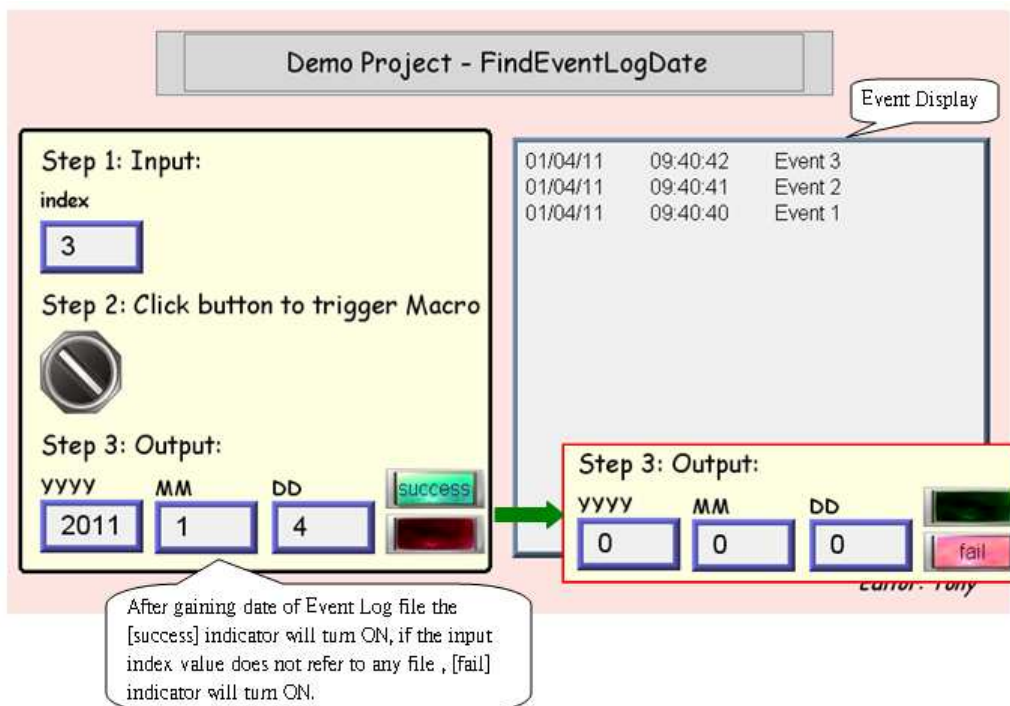 Demo Project - FindEventLogDate
Event Display
Step 1: Input:
index
3
Step 2: Click button to trigger Macro
Step 3: Output:
YYYY MM DD
2011 1 4
success
01/04/11 09:40:42 Event 3
01/04/11 09:40:41 Event 2
01/04/11 09:40:40 Event 1
Step 3: Output:
YYYY MM DD
0 0 0
fail
Editor: Tony
After gaining date of Event Log file the
[success] indicator will turn ON, if the input
index value does not refer to any file , [fail]
indicator will turn ON.